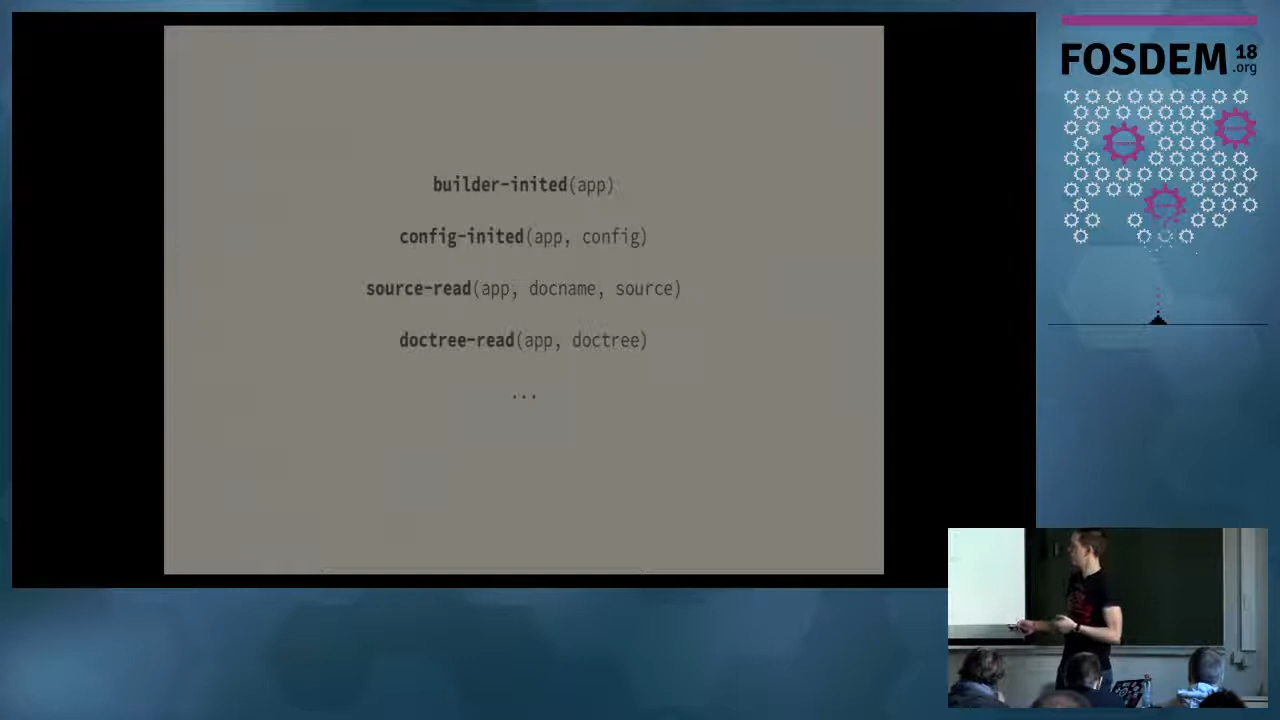 builder-inited(app)
config-inited(app, config)
source-read(app, docname, source)
doctree-read(app, doctree)
...
FOSDEM 18
.org